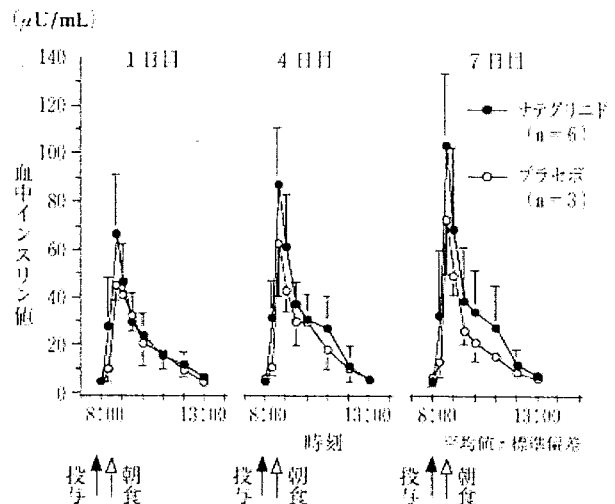 (μU/mL)
1日目
4日目
7日目
140
120
100
80
60
40
20
0
血中インスリン値
ナテグリニド
(n=6)
プラセボ
(n=3)
8:00 13:00
8:00 13:00
8:00 13:00
時刻
平均値・標準偏差
投与 朝食
投与 朝食
投与 朝食